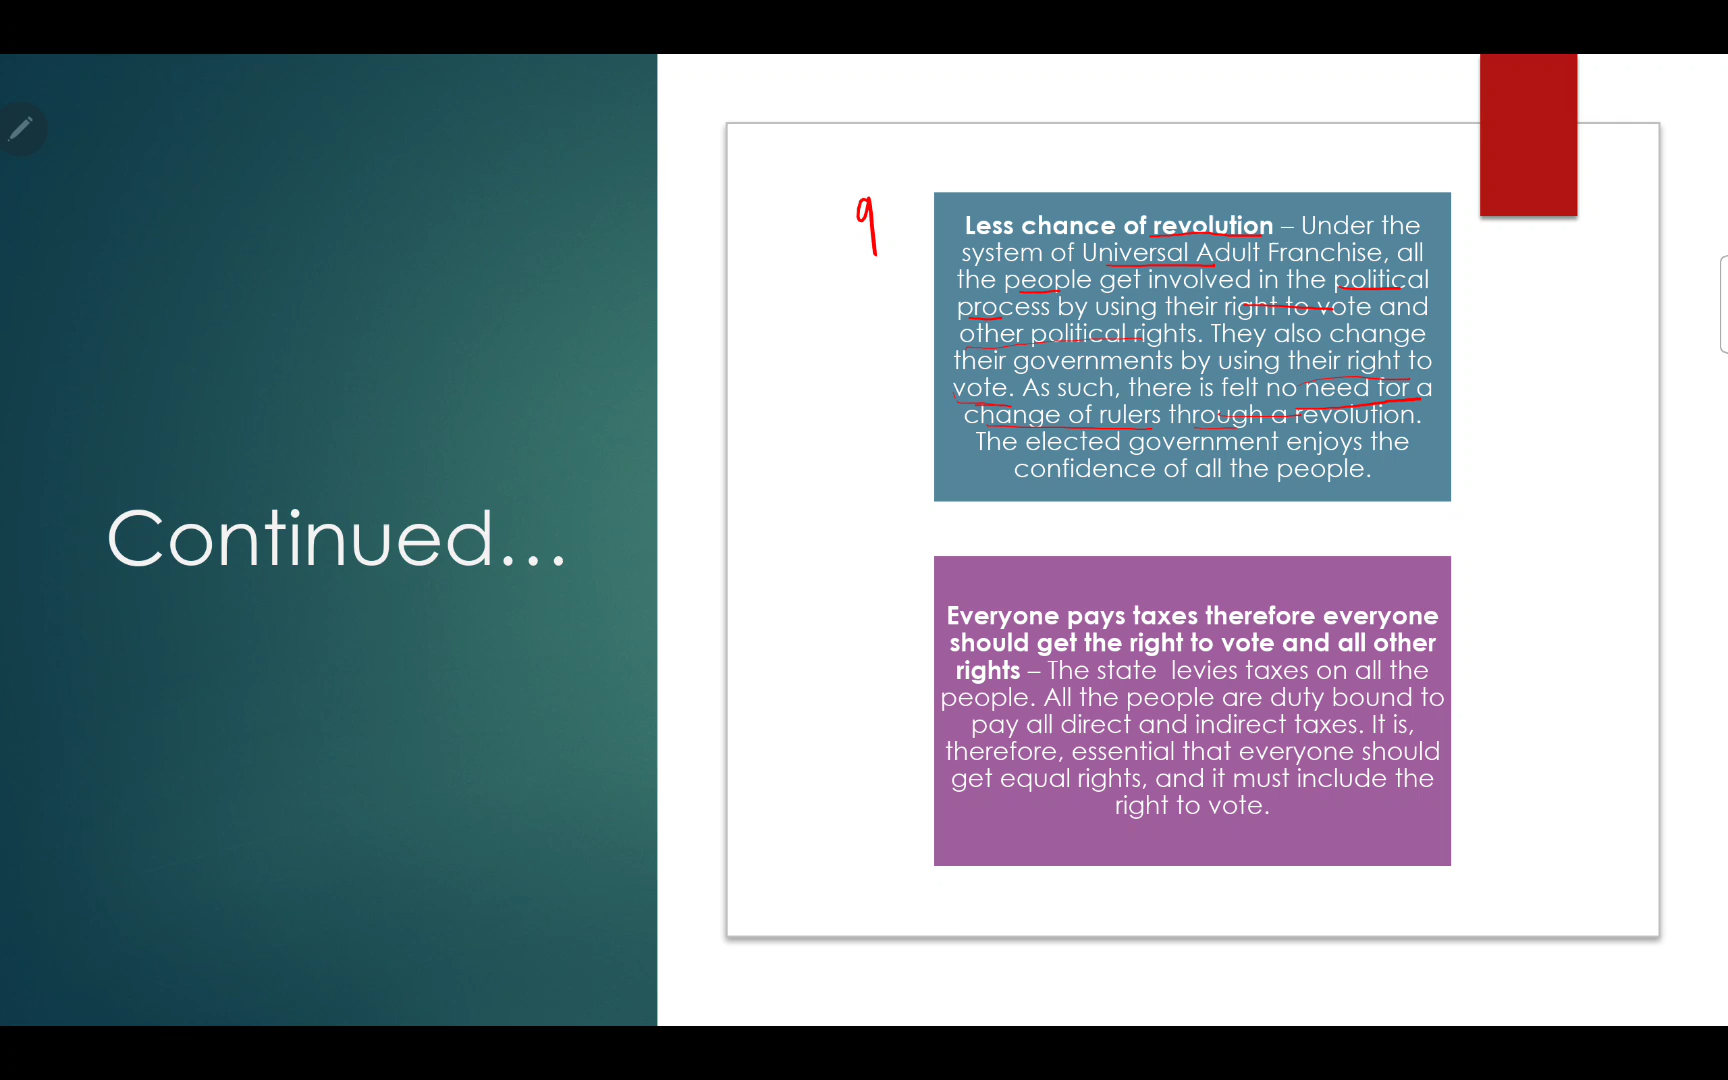 Continued...
9
Less chance of revolution – Under the
system of Universal Adult Franchise, all
the people get involved in the political
process by using their right to vote and
other political rights. They also change
their governments by using their right to
vote. As such, there is felt no need for a
change of rulers through a revolution.
The elected government enjoys the
confidence of all the people.
Everyone pays taxes therefore everyone
should get the right to vote and all other
rights – The state  levies taxes on all the
people. All the people are duty bound to
pay all direct and indirect taxes. It is,
therefore, essential that everyone should
get equal rights, and it must include the
right to vote.